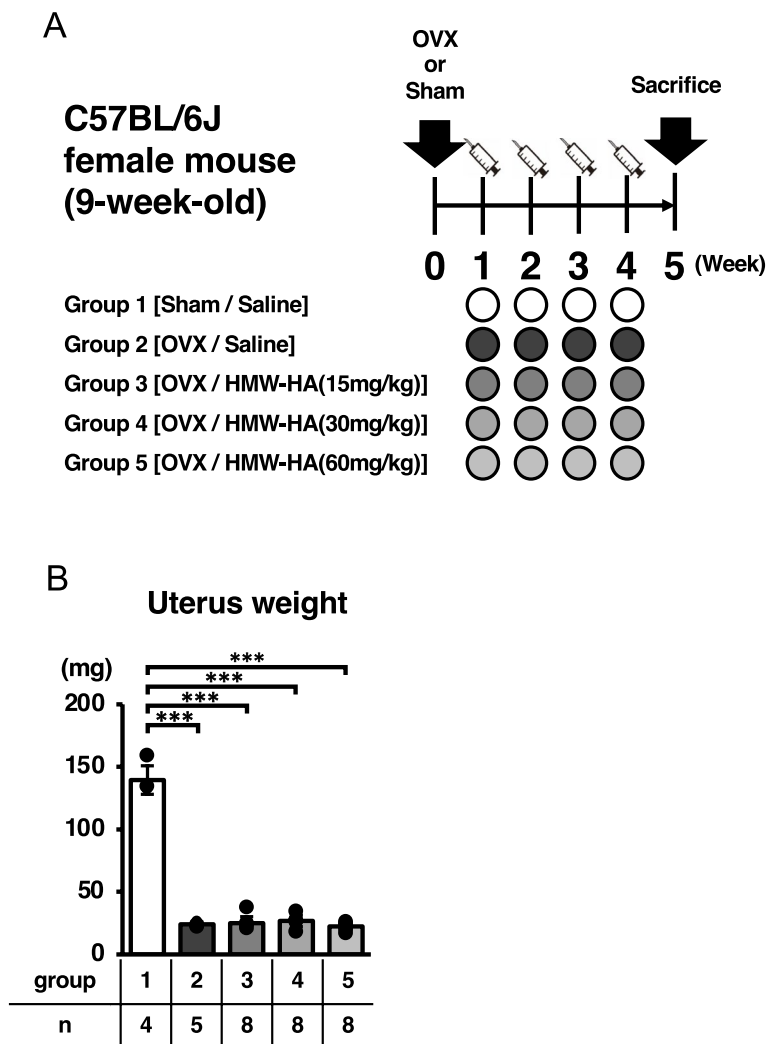 A
OVX
or
Sham
Sacrifice
C57BL/6J
female mouse
(9-week-old)
0 1 2 3 4 5 (Week)
Group 1 [Sham / Saline]
Group 2 [OVX / Saline]
Group 3 [OVX / HMW-HA(15mg/kg)]
Group 4 [OVX / HMW-HA(30mg/kg)]
Group 5 [OVX / HMW-HA(60mg/kg)]
B
Uterus weight
(mg)
***
***
***
***
200
150
100
50
0
group 1 2 3 4 5
n 4 5 8 8 8